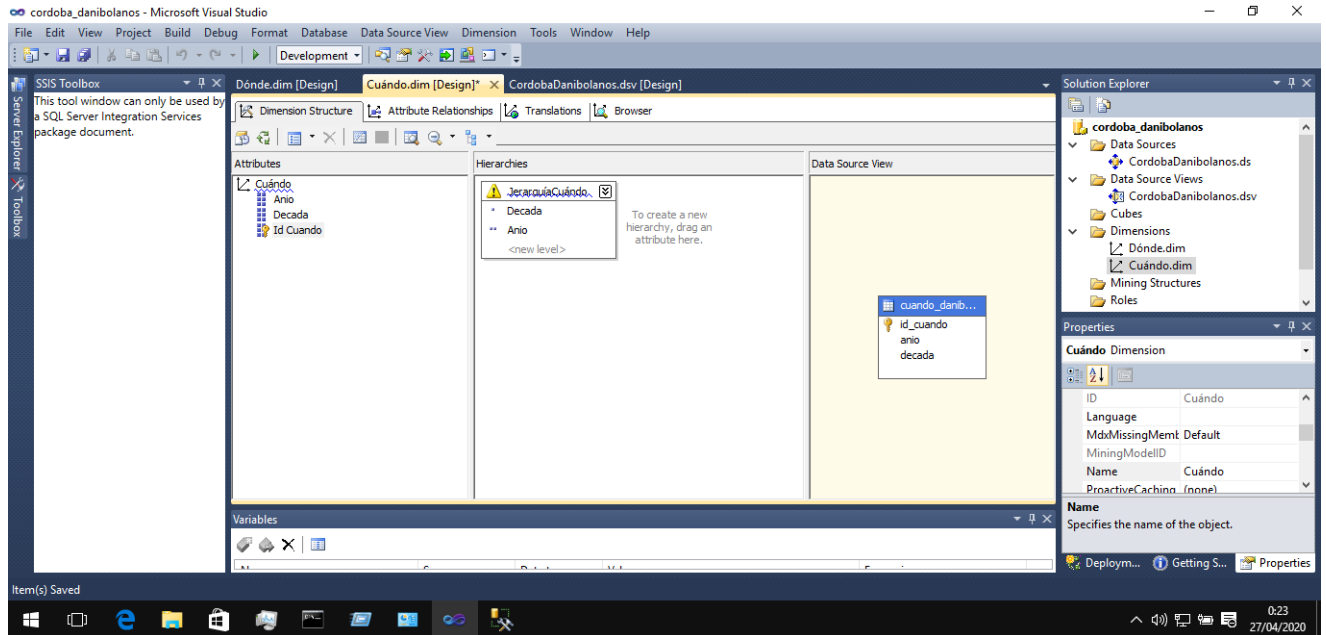 cordoba_danibolanos - Microsoft Visual Studio
File Edit View Project Build Debug Format Database Data Source View Dimension Tools Window Help
Development
Server Explorer
Toolbox
SSIS Toolbox
This tool window can only be used by
a SQL Server Integration Services
package document.
Dónde.dim [Design] Cuándo.dim [Design]* CordobaDanibolanos.dsv [Design]
Dimension Structure Attribute Relationships Translations Browser
Attributes
Cuándo
Anio
Decada
Id Cuando
Hierarchies
JerarquíaCuándo
Decada
Anio
<new level>
To create a new
hierarchy, drag an
attribute here.
Data Source View
cuando_danib...
id_cuando
anio
decada
Variables
Solution Explorer
cordoba_danibolanos
Data Sources
CordobaDanibolanos.ds
Data Source Views
CordobaDanibolanos.dsv
Cubes
Dimensions
Dónde.dim
Cuándo.dim
Mining Structures
Roles
Properties
Cuándo Dimension
ID Cuándo
Language
MdxMissingMemb Default
MiningModelID
Name Cuándo
ProactiveCaching (none)
Name
Specifies the name of the object.
Deploym... Getting S... Properties
Item(s) Saved
0:23
27/04/2020